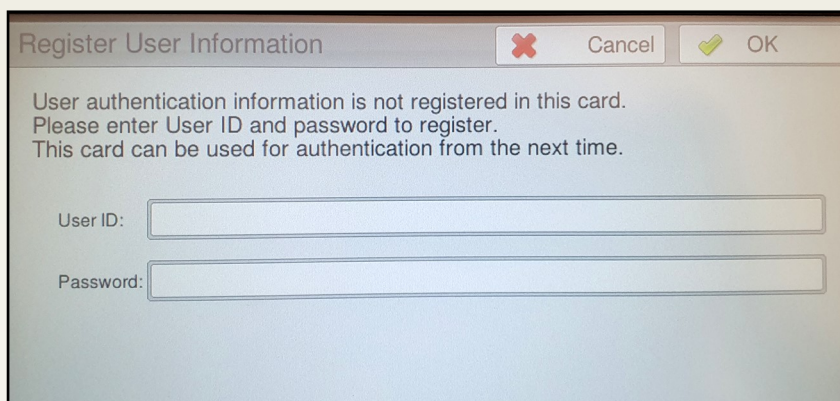 Register User Information
Cancel
OK
User authentication information is not registered in this card.
Please enter User ID and password to register.
This card can be used for authentication from the next time.
User ID:
Password: